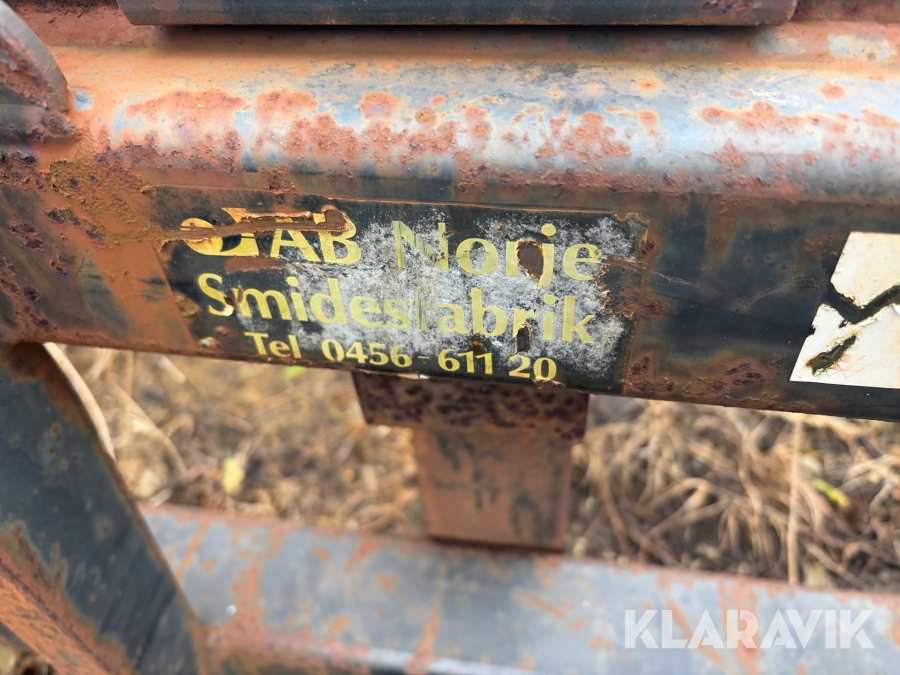 AB Norje
Smidesfabrik
Tel 0456-611 20
KLARAVIK